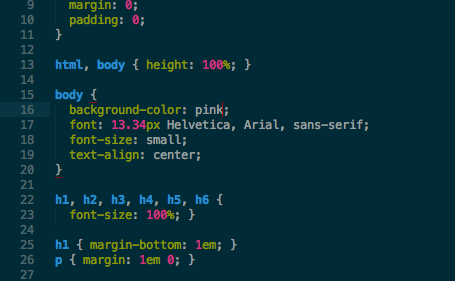 9 margin: 0;
10 padding: 0;
11 }
12
13 html, body { height: 100%; }
14
15 body {
16 background-color: pink;
17 font: 13.34px Helvetica, Arial, sans-serif;
18 font-size: small;
19 text-align: center;
20 }
21
22 h1, h2, h3, h4, h5, h6 {
23 font-size: 100%; }
24
25 h1 { margin-bottom: 1em; }
26 p { margin: 1em 0; }
27